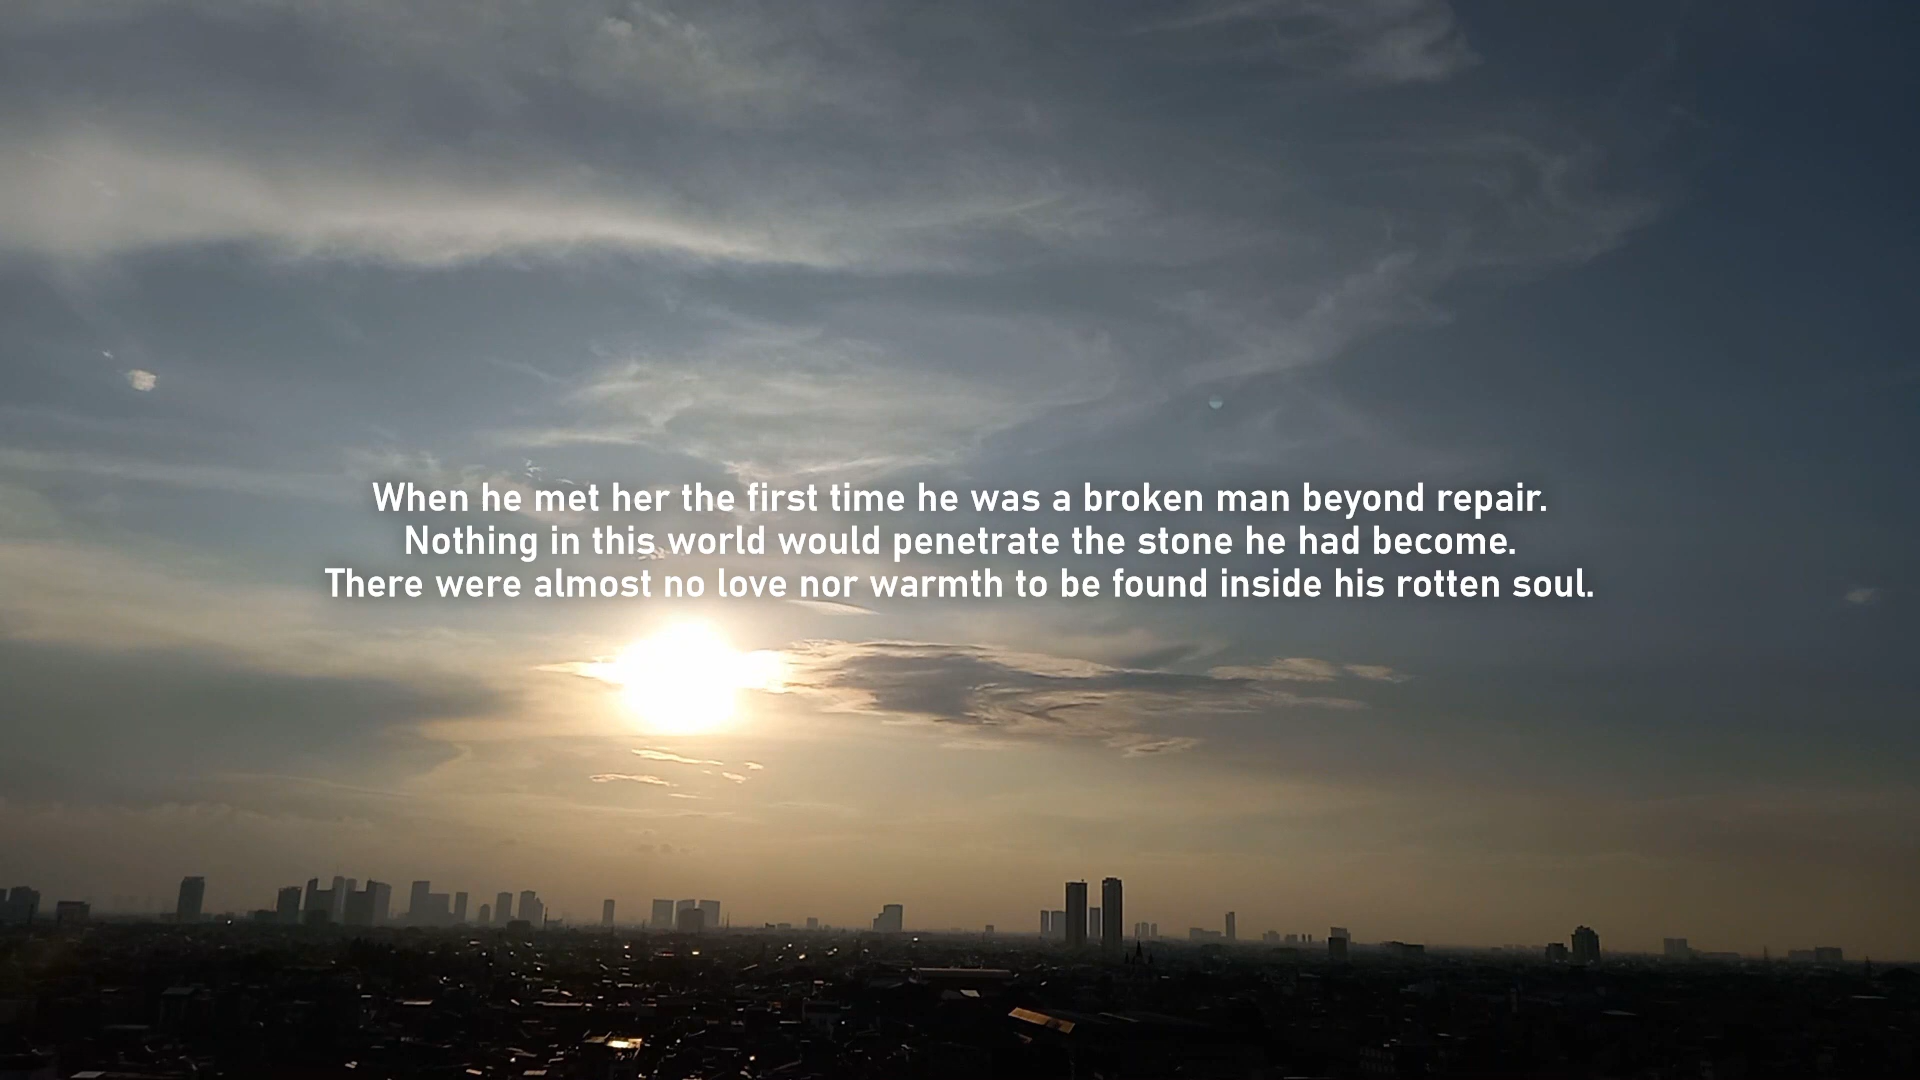 When he met her the first time he was a broken man beyond repair.
Nothing in this world would penetrate the stone he had become.
There were almost no love nor warmth to be found inside his rotten soul.